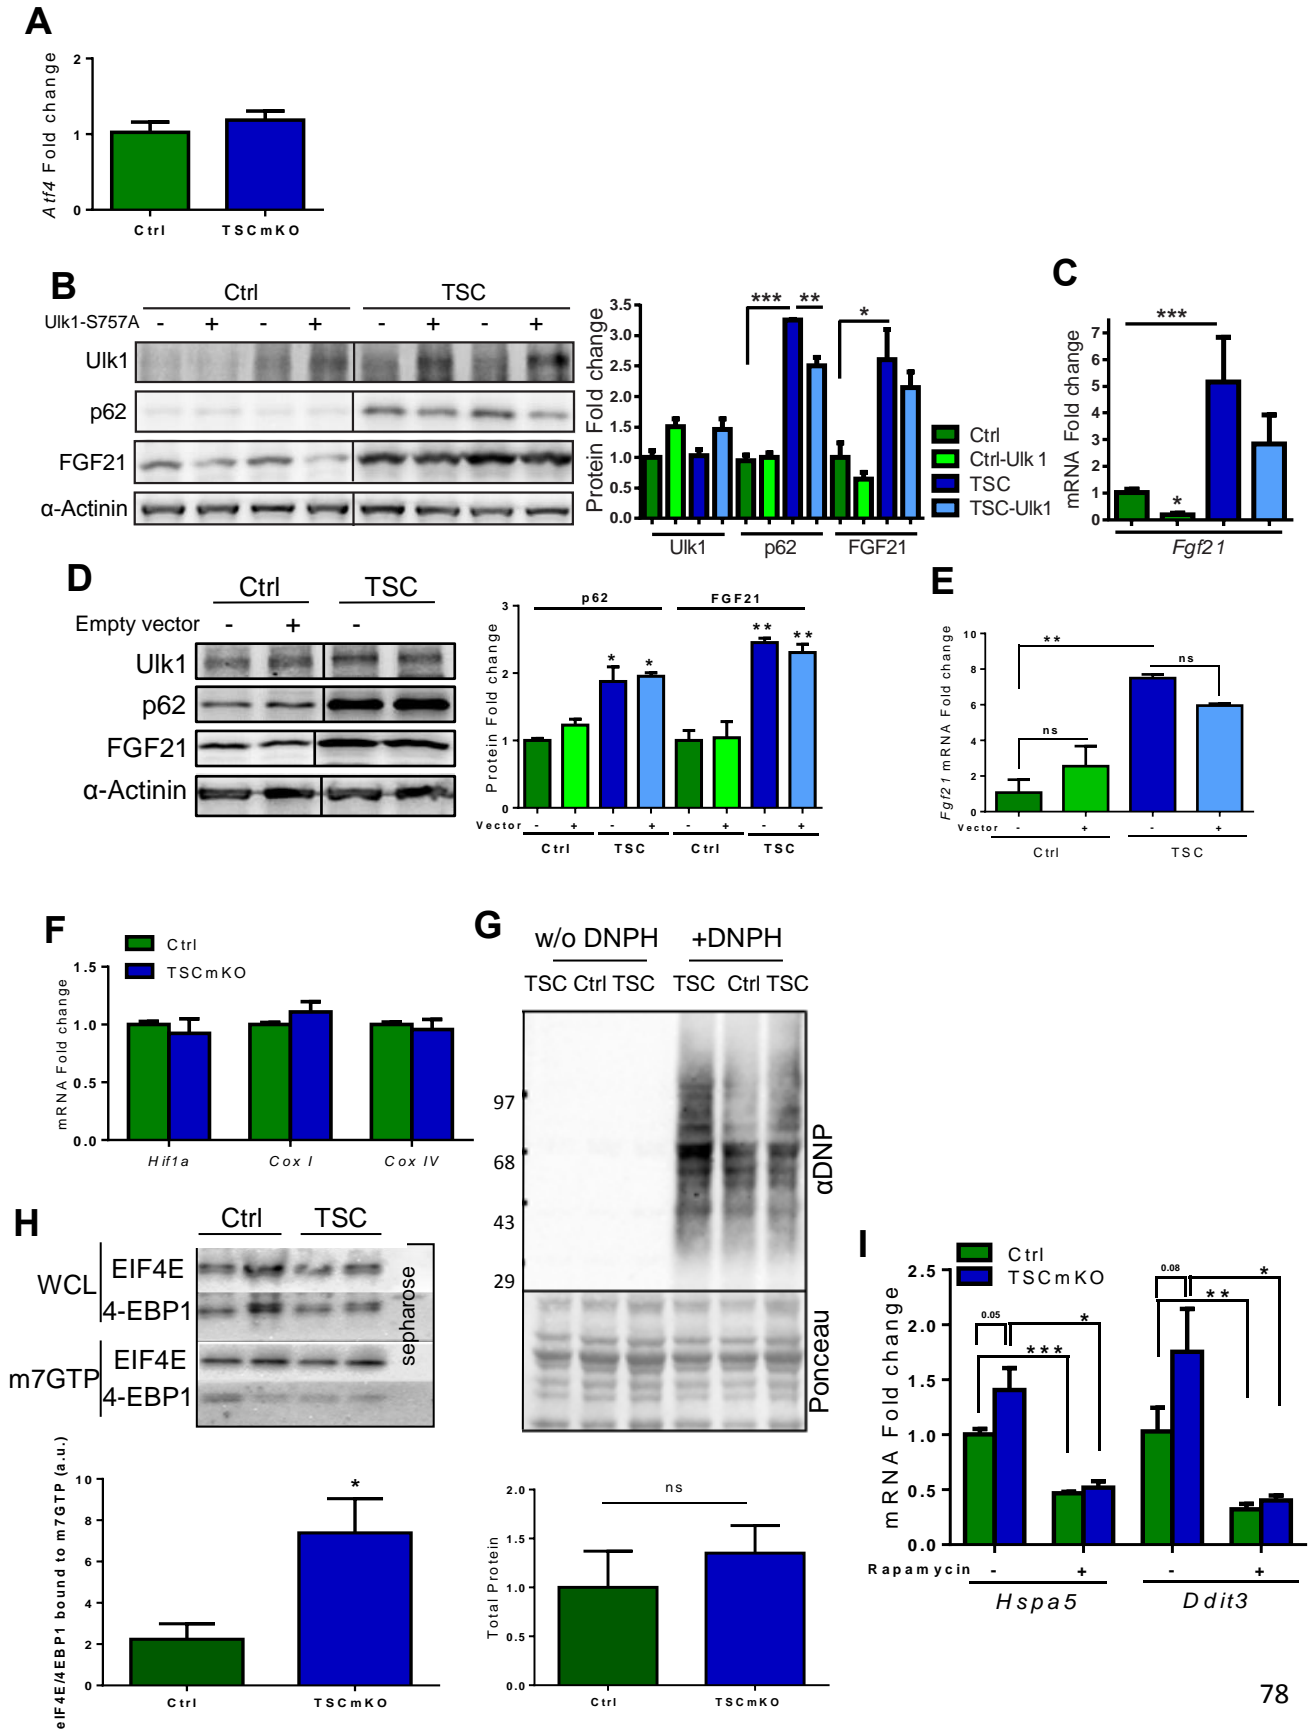 A
Atf4 Fold change
2
1
0
Ctrl
TSCmKO
B
Ctrl
TSC
Ulk1-S757A
- + - + - + - +
Ulk1
p62
FGF21
α-Actinin
Protein Fold change
3.5
3.0
2.5
2.0
1.5
1.0
0.5
0.0
***
**
*
Ulk1
p62
FGF21
Ctrl
Ctrl-Ulk1
TSC
TSC-Ulk1
C
mRNA Fold change
7
6
5
4
3
2
1
0
***
*
Fgf21
D
Ctrl
TSC
Empty vector
- + -
Ulk1
p62
FGF21
α-Actinin
Protein Fold change
3
2
1
0
p62
FGF21
*
*
**
**
Vector
- + - + - + - +
Ctrl
TSC
Ctrl
TSC
E
Fgf21 mRNA Fold change
10
8
6
4
2
0
**
ns
ns
Vector
- + - +
Ctrl
TSC
F
Ctrl
TSCmKO
mRNA Fold change
1.5
1.0
0.5
0.0
Hif1a
Cox I
Cox IV
G
w/o DNPH
+DNPH
TSC Ctrl TSC
TSC Ctrl TSC
97
68
43
29
αDNP
Ponceau
Total Protein
2.0
1.5
1.0
0.5
0.0
ns
Ctrl
TSCmKO
H
Ctrl
TSC
WCL
EIF4E
4-EBP1
m7GTP
EIF4E
4-EBP1
sepharose
eIF4E/4EBP1 bound to m7GTP (a.u.)
10
8
6
4
2
0
*
Ctrl
TSCmKO
I
Ctrl
TSCmKO
mRNA Fold change
2.5
2.0
1.5
1.0
0.5
0.0
0.05
*
***
0.08
*
**
Rapamycin
- + - +
Hspa5
Ddit3
78